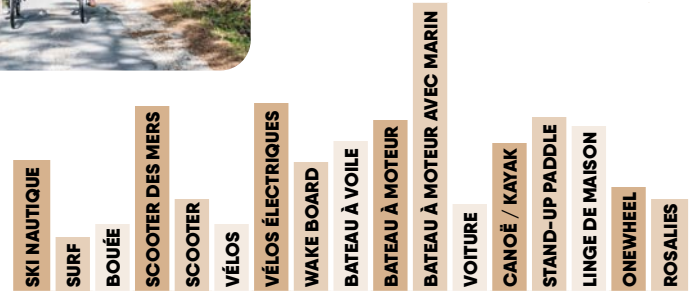 SKI NAUTIQUE
SURF
BOUÉE
SCOOTER DES MERS
SCOOTER
VÉLOS
VÉLOS ÉLECTRIQUES
WAKE BOARD
BATEAU À VOILE
BATEAU À MOTEUR
BATEAU À MOTEUR AVEC MARIN
VOITURE
CANOË / KAYAK
STAND-UP PADDLE
LINGE DE MAISON
ONEWHEEL
ROSALIES